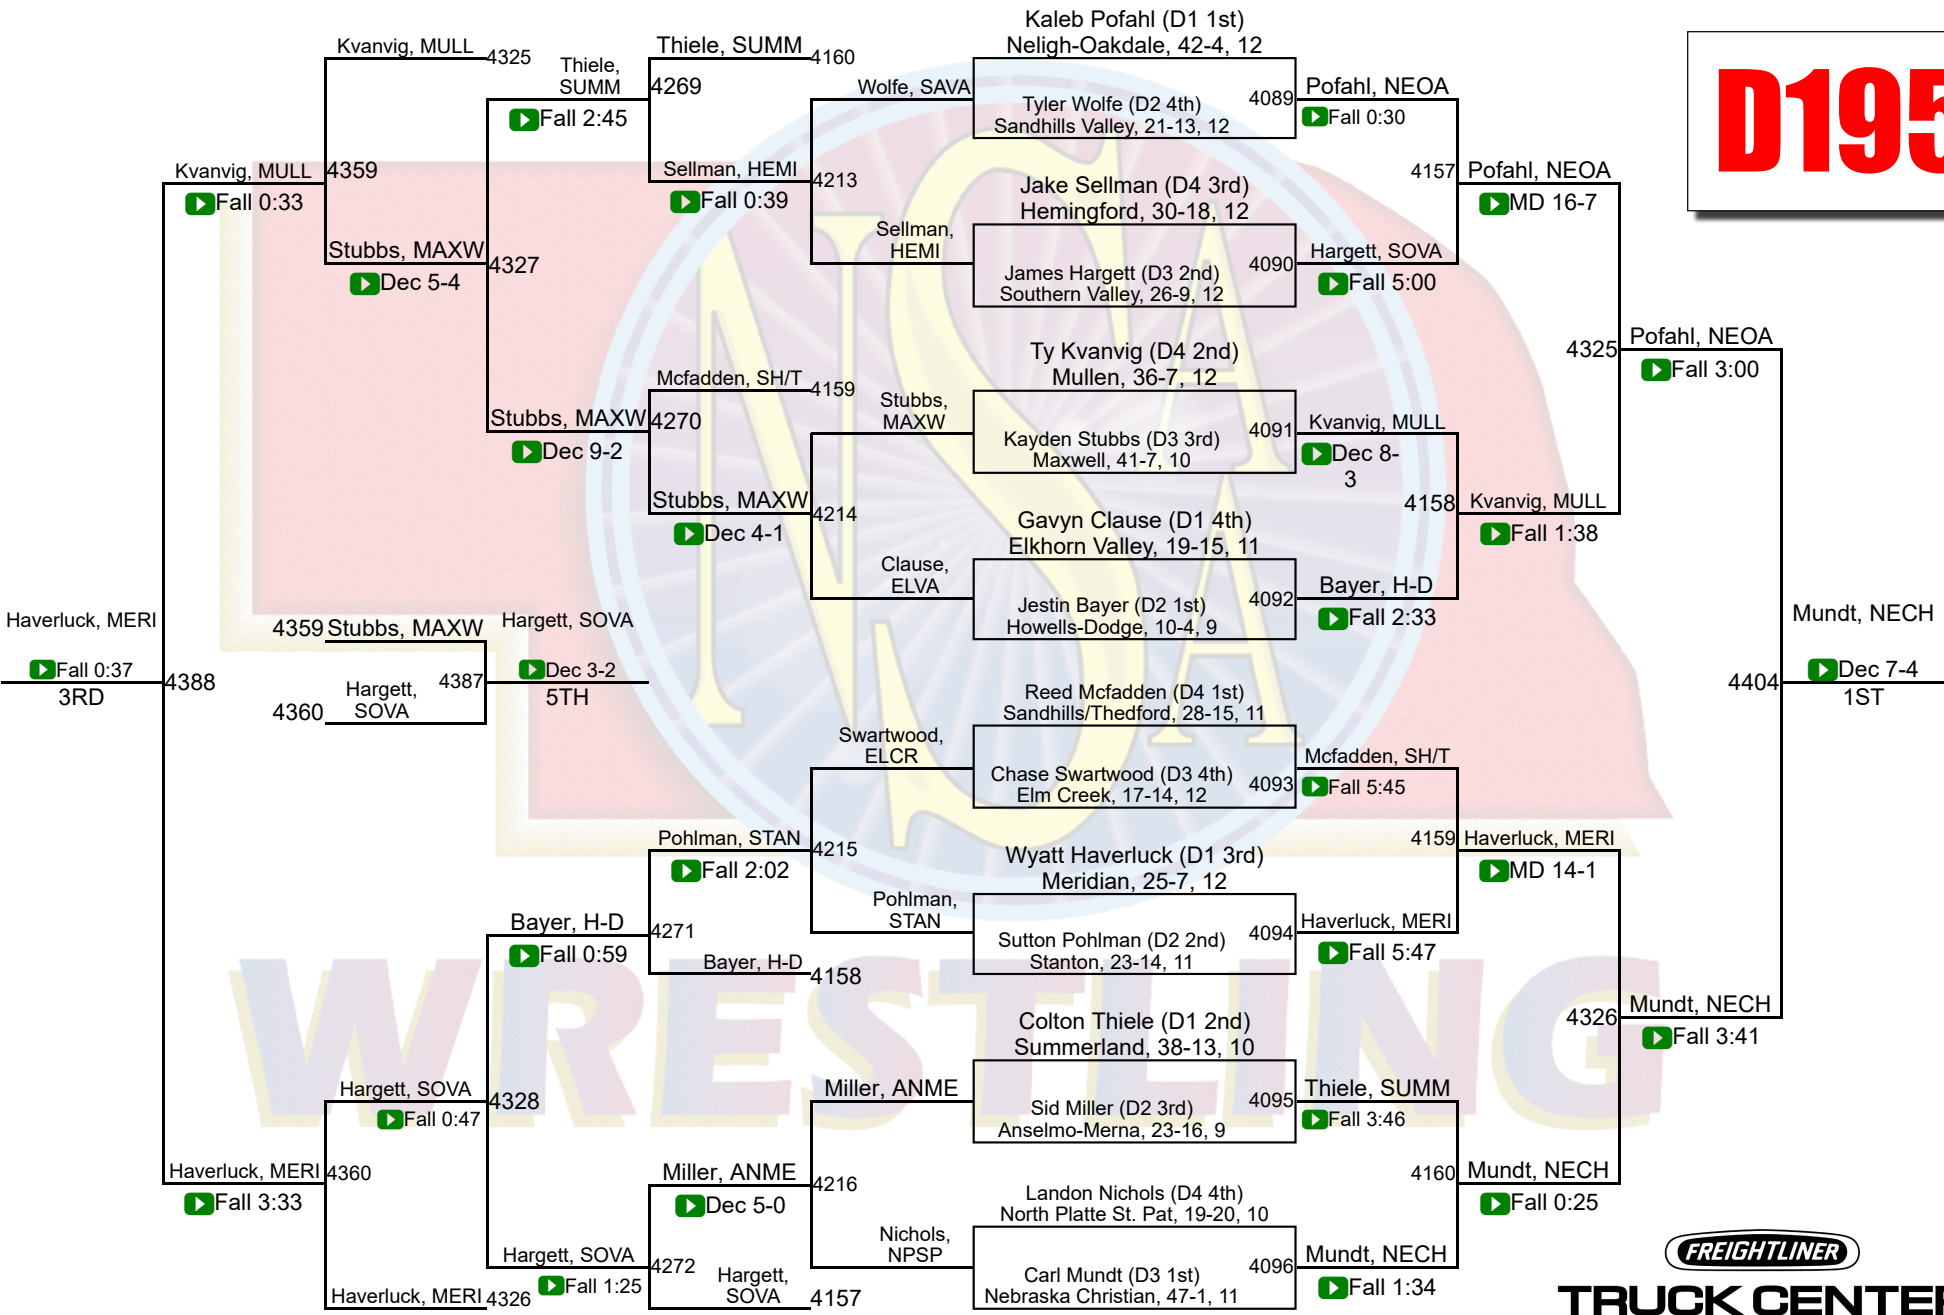 Kvanvig, MULL
4325
Thiele,
SUMM
Fall 2:45
Thiele, SUMM
4160
4269
Kvanvig, MULL
Fall 0:33
4359
Stubbs, MAXW
Dec 5-4
4327
Sellman, HEMI
Fall 0:39
4213
Wolfe, SAVA
Sellman,
HEMI
Mcfadden, SH/T
4159
Stubbs, MAXW
Dec 9-2
4270
Stubbs, MAXW
Dec 4-1
4214
Stubbs,
MAXW
Clause,
ELVA
Haverluck, MERI
Fall 0:37
3RD
4388
4359
Stubbs, MAXW
4360
Hargett,
SOVA
4387
Hargett, SOVA
Dec 3-2
5TH
Swartwood,
ELCR
Pohlman, STAN
Fall 2:02
4215
Pohlman,
STAN
Bayer, H-D
Fall 0:59
4271
Bayer, H-D
4158
Hargett, SOVA
Fall 0:47
4328
Haverluck, MERI
Fall 3:33
4360
Miller, ANME
Miller, ANME
Dec 5-0
4216
Nichols,
NPSP
Hargett, SOVA
Fall 1:25
4272
Hargett,
SOVA
4157
Haverluck, MERI
4326
Kaleb Pofahl (D1 1st)
Neligh-Oakdale, 42-4, 12
Tyler Wolfe (D2 4th)
Sandhills Valley, 21-13, 12
4089
Jake Sellman (D4 3rd)
Hemingford, 30-18, 12
James Hargett (D3 2nd)
Southern Valley, 26-9, 12
4090
Ty Kvanvig (D4 2nd)
Mullen, 36-7, 12
Kayden Stubbs (D3 3rd)
Maxwell, 41-7, 10
4091
Gavyn Clause (D1 4th)
Elkhorn Valley, 19-15, 11
Jestin Bayer (D2 1st)
Howells-Dodge, 10-4, 9
4092
Reed Mcfadden (D4 1st)
Sandhills/Thedford, 28-15, 11
Chase Swartwood (D3 4th)
Elm Creek, 17-14, 12
4093
Wyatt Haverluck (D1 3rd)
Meridian, 25-7, 12
Sutton Pohlman (D2 2nd)
Stanton, 23-14, 11
4094
Colton Thiele (D1 2nd)
Summerland, 38-13, 10
Sid Miller (D2 3rd)
Anselmo-Merna, 23-16, 9
4095
Landon Nichols (D4 4th)
North Platte St. Pat, 19-20, 10
Carl Mundt (D3 1st)
Nebraska Christian, 47-1, 11
4096
Pofahl, NEOA
Fall 0:30
4157
Hargett, SOVA
Fall 5:00
Pofahl, NEOA
MD 16-7
Kvanvig, MULL
Dec 8-
3
4158
Bayer, H-D
Fall 2:33
Kvanvig, MULL
Fall 1:38
4325
Pofahl, NEOA
Fall 3:00
Mcfadden, SH/T
Fall 5:45
4159
Haverluck, MERI
Fall 5:47
Haverluck, MERI
MD 14-1
Thiele, SUMM
Fall 3:46
4160
Mundt, NECH
Fall 1:34
Mundt, NECH
Fall 0:25
4326
Mundt, NECH
Fall 3:41
4404
Mundt, NECH
Dec 7-4
1ST
D195
NSAA
WRESTLING
FREIGHTLINER
TRUCK CENTER